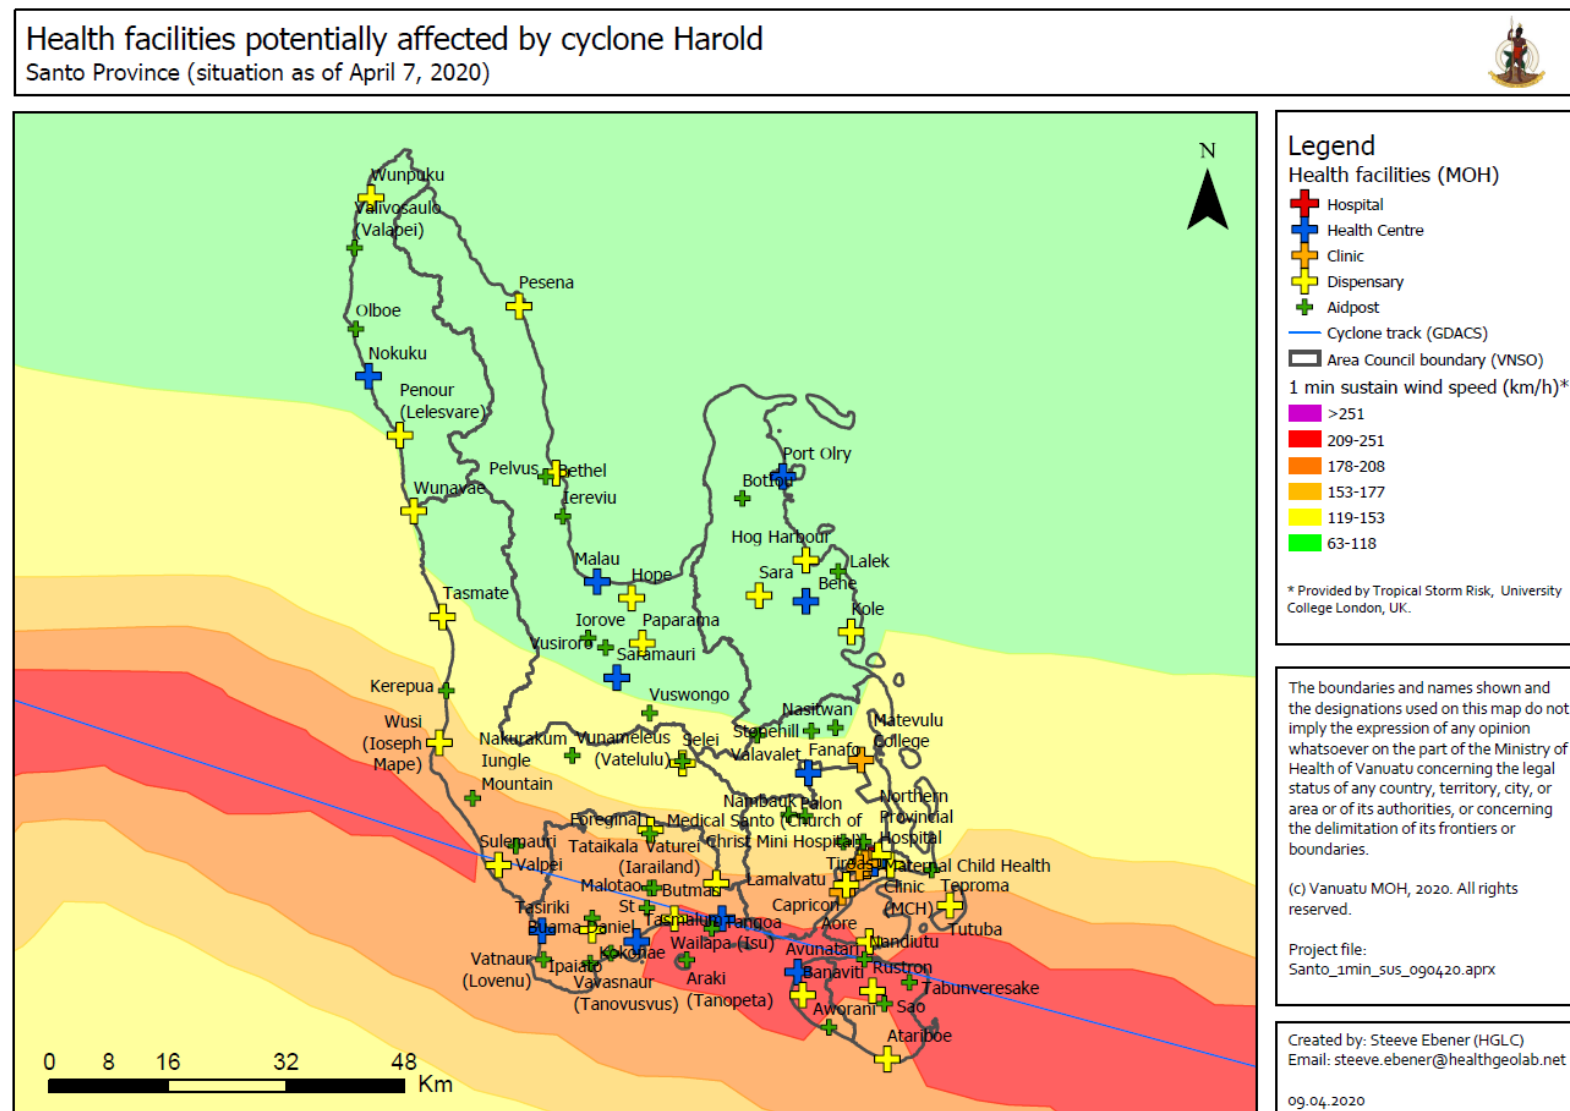 Health facilities potentially affected by cyclone Harold
Santo Province (situation as of April 7, 2020)
N
Wunpuku
Valivosaulo
(Valapei)
Pesena
Olboe
Nokuku
Penour
(Lelesvare)
Pelvus
Bethel
Port Olry
Wunavae
Iereviu
Hog Harbour
Lalek
Malau
Hope
Sara
Bene
Tasmate
Kole
Iorove
Paparama
Vusiroro
Saramauri
Kerepua
Vuswongo
Nasitwan
Wusi
(Ioseph
Mape)
Nakurakum
Iungle
Mountain
Vunameleus
(Vatelulu)
Selei
Stonehill
Valavalet
Fanafo
Matevulu
College
Nambauk
Palon
Northern
Provincial
Hospital
Foreginal
Medical Santo (Church of
Christ Mini Hospital)
Sulemauri
Tataikala
Vaturei
(Iarailand)
Valpei
Maternal Child Health
Clinic
(MCH)
Malotao
Butmas
Lamalvatu
Teproma
Tasiriki
St
Capricon
Tutuba
Buama
Daniel
Tasmalum
Tangoa
Aore
Kokonae
Wailapa (Isu)
Avunatari
Nandiutu
Vatnaur
(Lovenu)
Ipaiato
Vavasnaur
(Tanovusvus)
Araki
(Tanopeta)
Banaviti
Rustron
Tabunveresake
Aworani
Sao
Atariboe
0 8 16 32 48
Km
Legend
Health facilities (MOH)
Hospital
Health Centre
Clinic
Dispensary
Aidpost
Cyclone track (GDACS)
Area Council boundary (VNSO)
1 min sustain wind speed (km/h)*
>251
209-251
178-208
153-177
119-153
63-118
* Provided by Tropical Storm Risk, University
College London, UK.
The boundaries and names shown and
the designations used on this map do not
imply the expression of any opinion
whatsoever on the part of the Ministry of
Health of Vanuatu concerning the legal
status of any country, territory, city, or
area or of its authorities, or concerning
the delimitation of its frontiers or
boundaries.
(c) Vanuatu MOH, 2020. All rights
reserved.
Project file:
Santo_1min_sus_090420.aprx
Created by: Steeve Ebener (HGLC)
Email: steeve.ebener@healthgeolab.net
09.04.2020